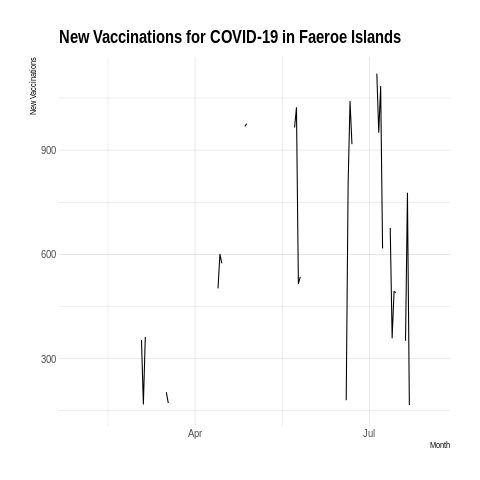 New Vaccinations for COVID-19 in Faeroe Islands
New Vaccinations
900
600
300
Apr Jul
Month